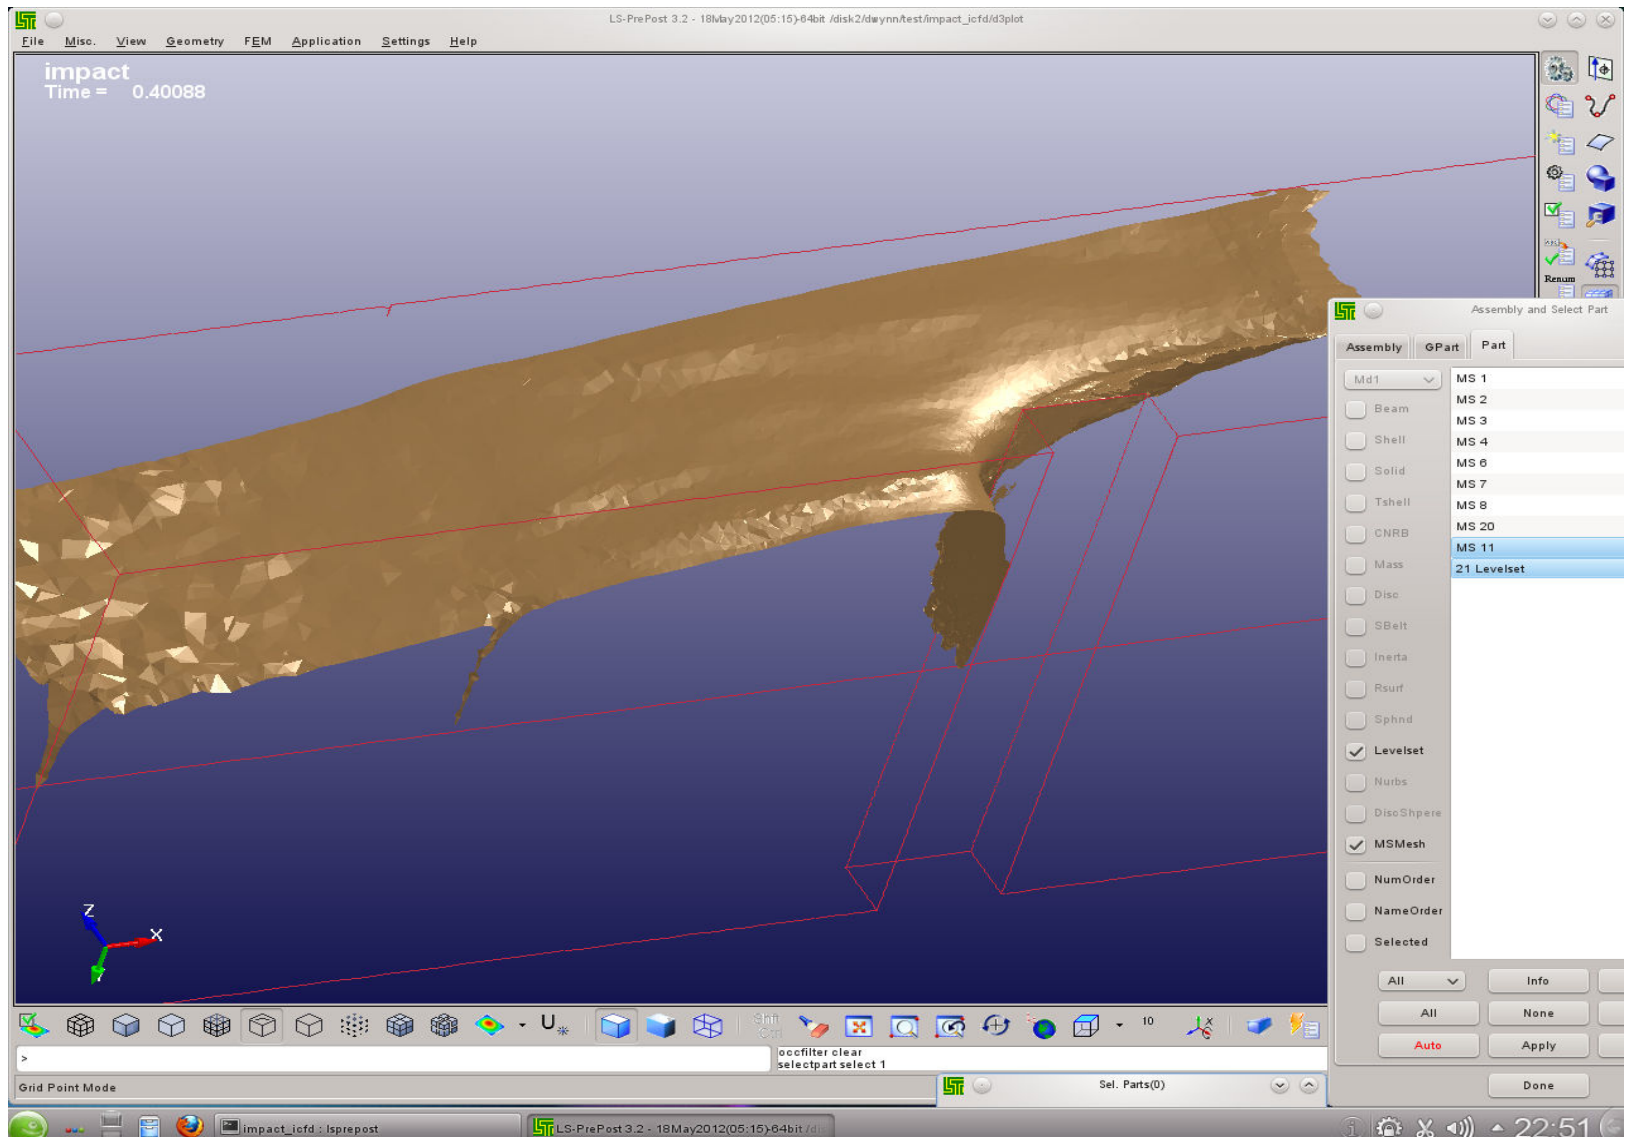 LS-PrePost 3.2 - 18May2012(05:15)-64bit /disk2/dwynn/test/impact_icfd/d3plot
File Misc. View Geometry FEM Application Settings Help
impact
Time = 0.40088
Renum
Assembly and Select Part
Assembly GPart Part
Md1
Beam
Shell
Solid
Tshell
CNRB
Mass
Disc
SBelt
Inerta
Rsurf
Sphnd
Levelset
Nurbs
DiscShpere
MSMesh
NumOrder
NameOrder
Selected
MS 1
MS 2
MS 3
MS 4
MS 6
MS 7
MS 8
MS 20
MS 11
21 Levelset
All Info
All None
Auto Apply
Done
Z
X
Y
U
Shift
Ctrl
10
>
occfilter clear
selectpart select 1
Grid Point Mode
Sel. Parts(0)
impact_icfd : lsprepost
LS-PrePost 3.2 - 18May2012(05:15)-64bit /di
22:51